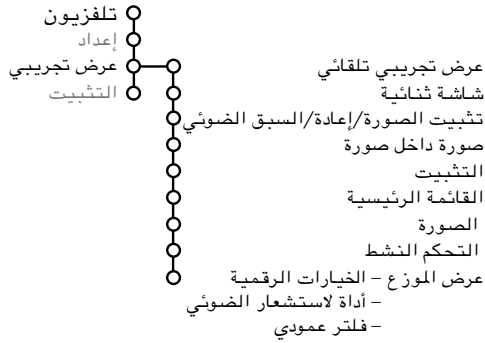 تلفزيون
إعداد
عرض تجريبي
التثبيت
عرض تجريبي تلقائي
شاشة ثنائية
تثبيت الصورة/إعادة/السبق الضوئي
صورة داخل صورة
التثبيت
القائمة الرئيسية
الصورة
التحكم النشط
عرض الموزع – الخيارات الرقمية
– أداة لاستشعار الضوئي
– فلتر عمودي